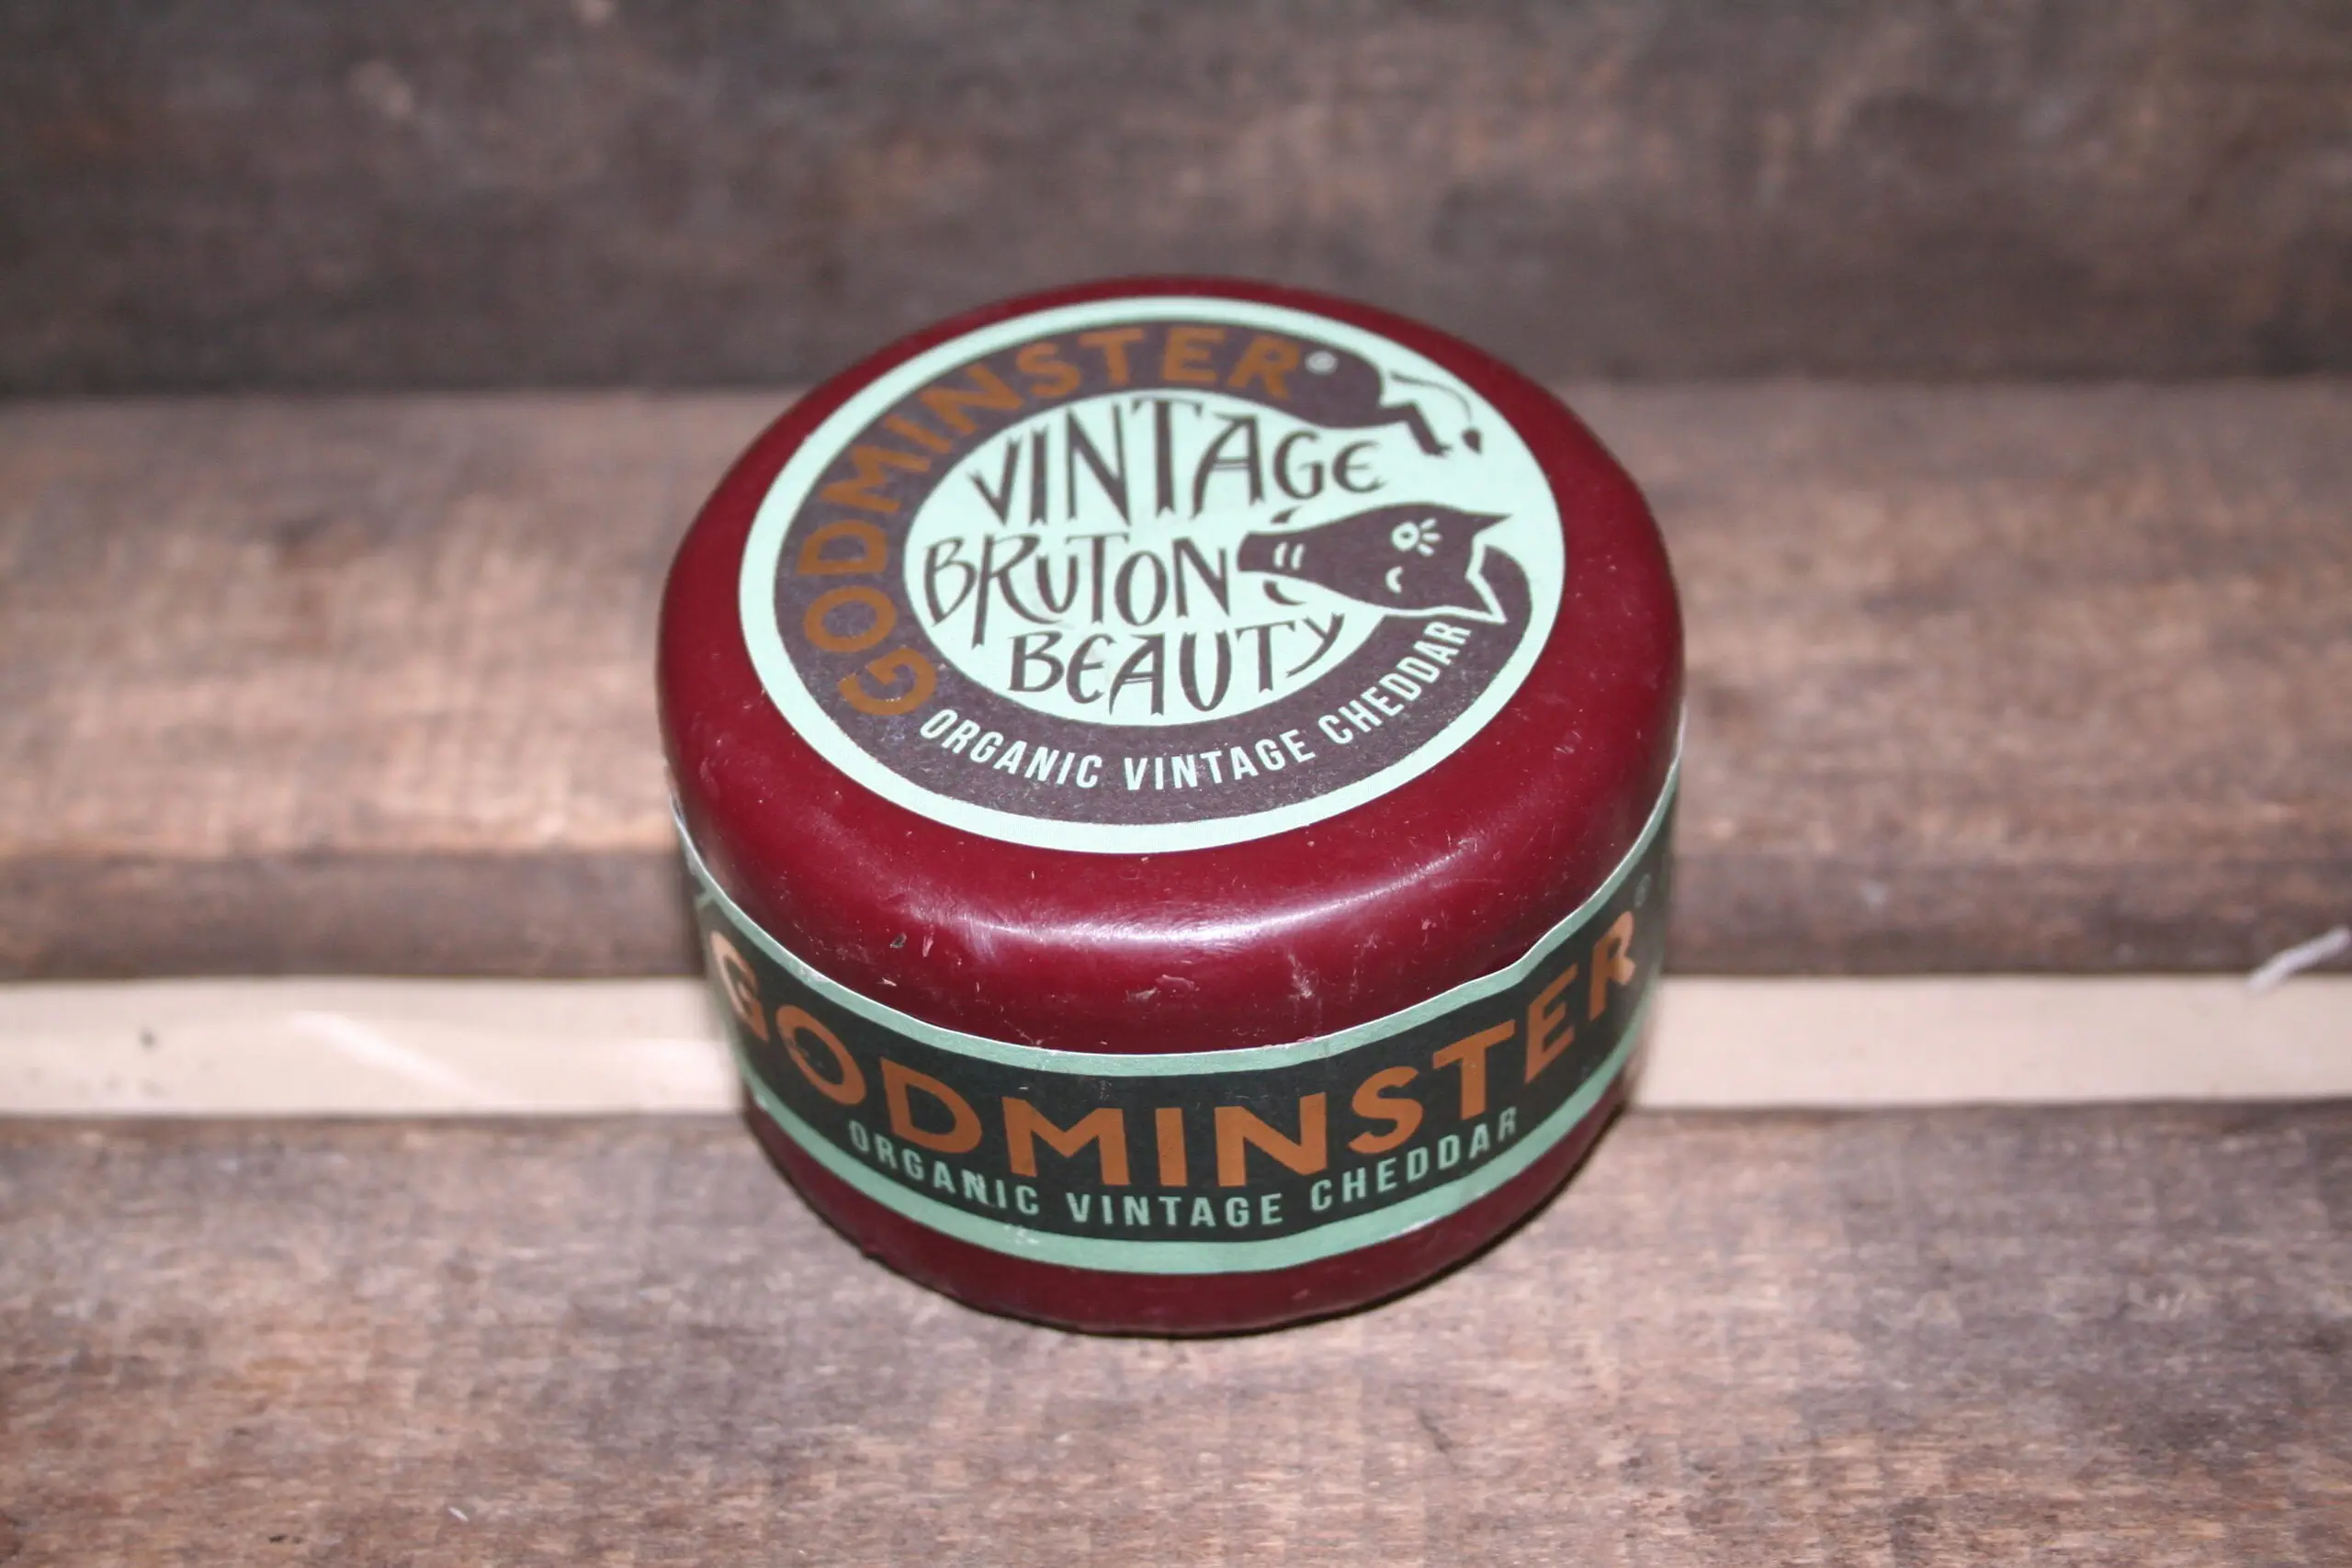 GODMINSTER®
VINTAGE
BRUTON
BEAUTY
ORGANIC VINTAGE CHEDDAR
GODMINSTER®
ORGANIC VINTAGE CHEDDAR